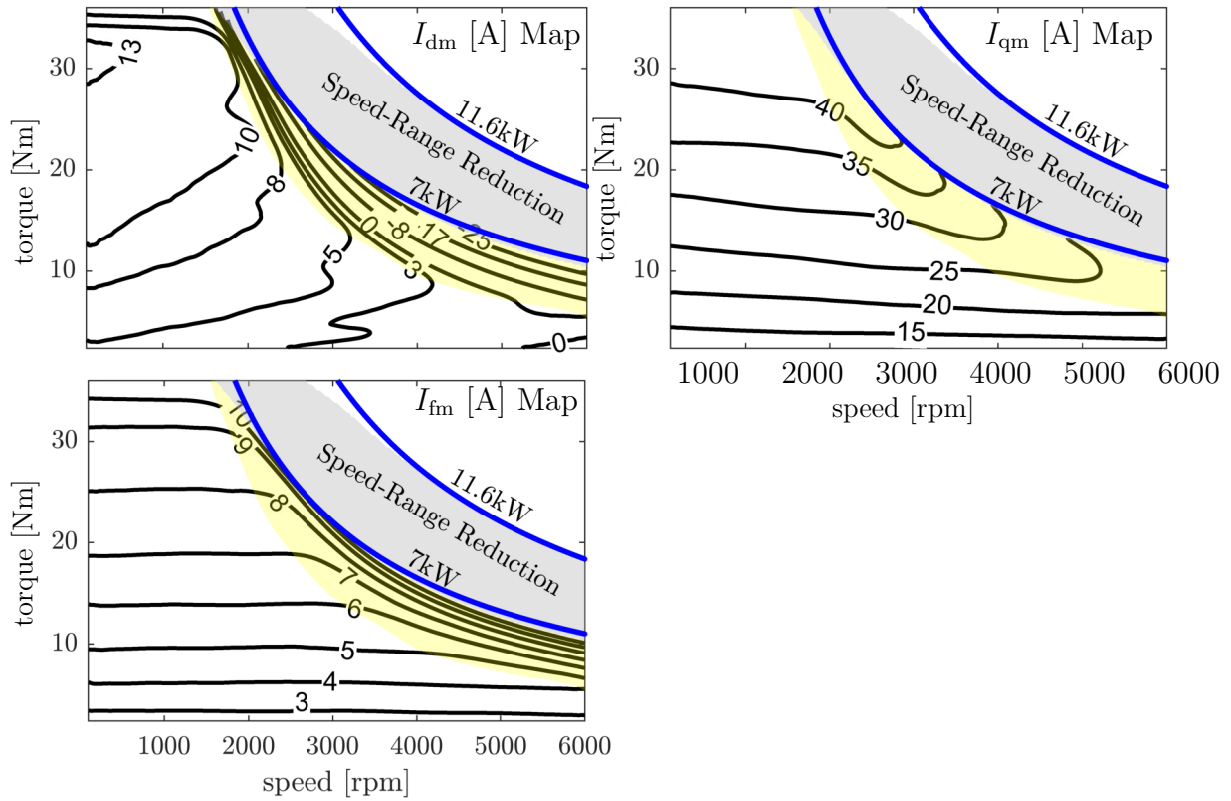 I_dm [A] Map
30
20
10
torque [Nm]
13
10
8
5
3
0
-8
-17
-25
0
Speed-Range Reduction
11.6kW
7kW
I_qm [A] Map
30
20
10
torque [Nm]
40
35
30
25
20
15
Speed-Range Reduction
11.6kW
7kW
1000 2000 3000 4000 5000 6000
speed [rpm]
I_fm [A] Map
30
20
10
torque [Nm]
10
9
8
7
6
5
4
3
Speed-Range Reduction
11.6kW
7kW
1000 2000 3000 4000 5000 6000
speed [rpm]